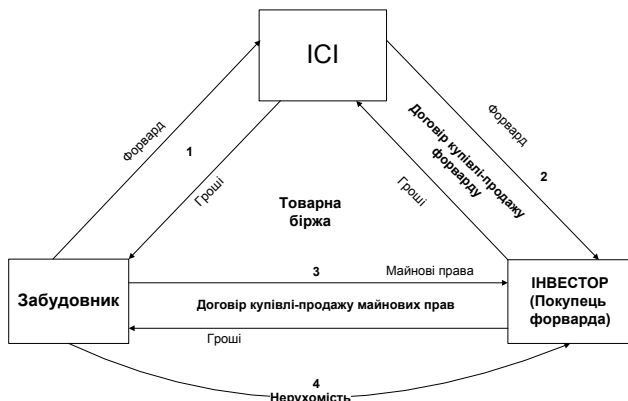 ІСІ
Форвард
1
Гроші
Договір купівлі-продажу
форварду
Форвард
2
Гроші
Товарна
біржа
Забудовник
3
Майнові права
Договір купівлі-продажу майнових прав
Гроші
ІНВЕСТОР
(Покупець
форварда)
4
Нерухомість